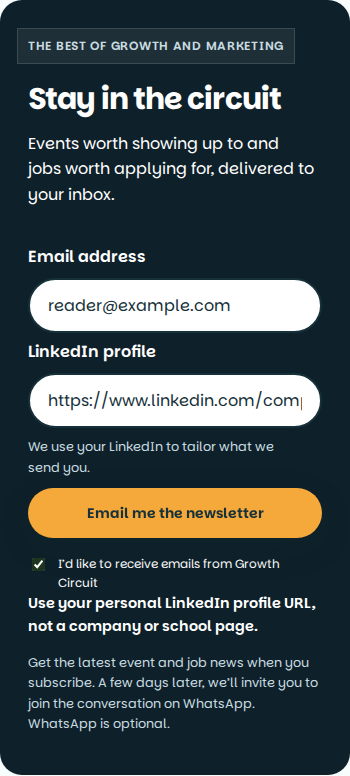 THE BEST OF GROWTH AND MARKETING
Stay in the circuit
Events worth showing up to and
jobs worth applying for, delivered to
your inbox.
Email address
reader@example.com
LinkedIn profile
https://www.linkedin.com/comp
We use your LinkedIn to tailor what we
send you.
Email me the newsletter
I'd like to receive emails from Growth
Circuit
Use your personal LinkedIn profile URL,
not a company or school page.
Get the latest event and job news when you
subscribe. A few days later, we'll invite you to
join the conversation on WhatsApp.
WhatsApp is optional.